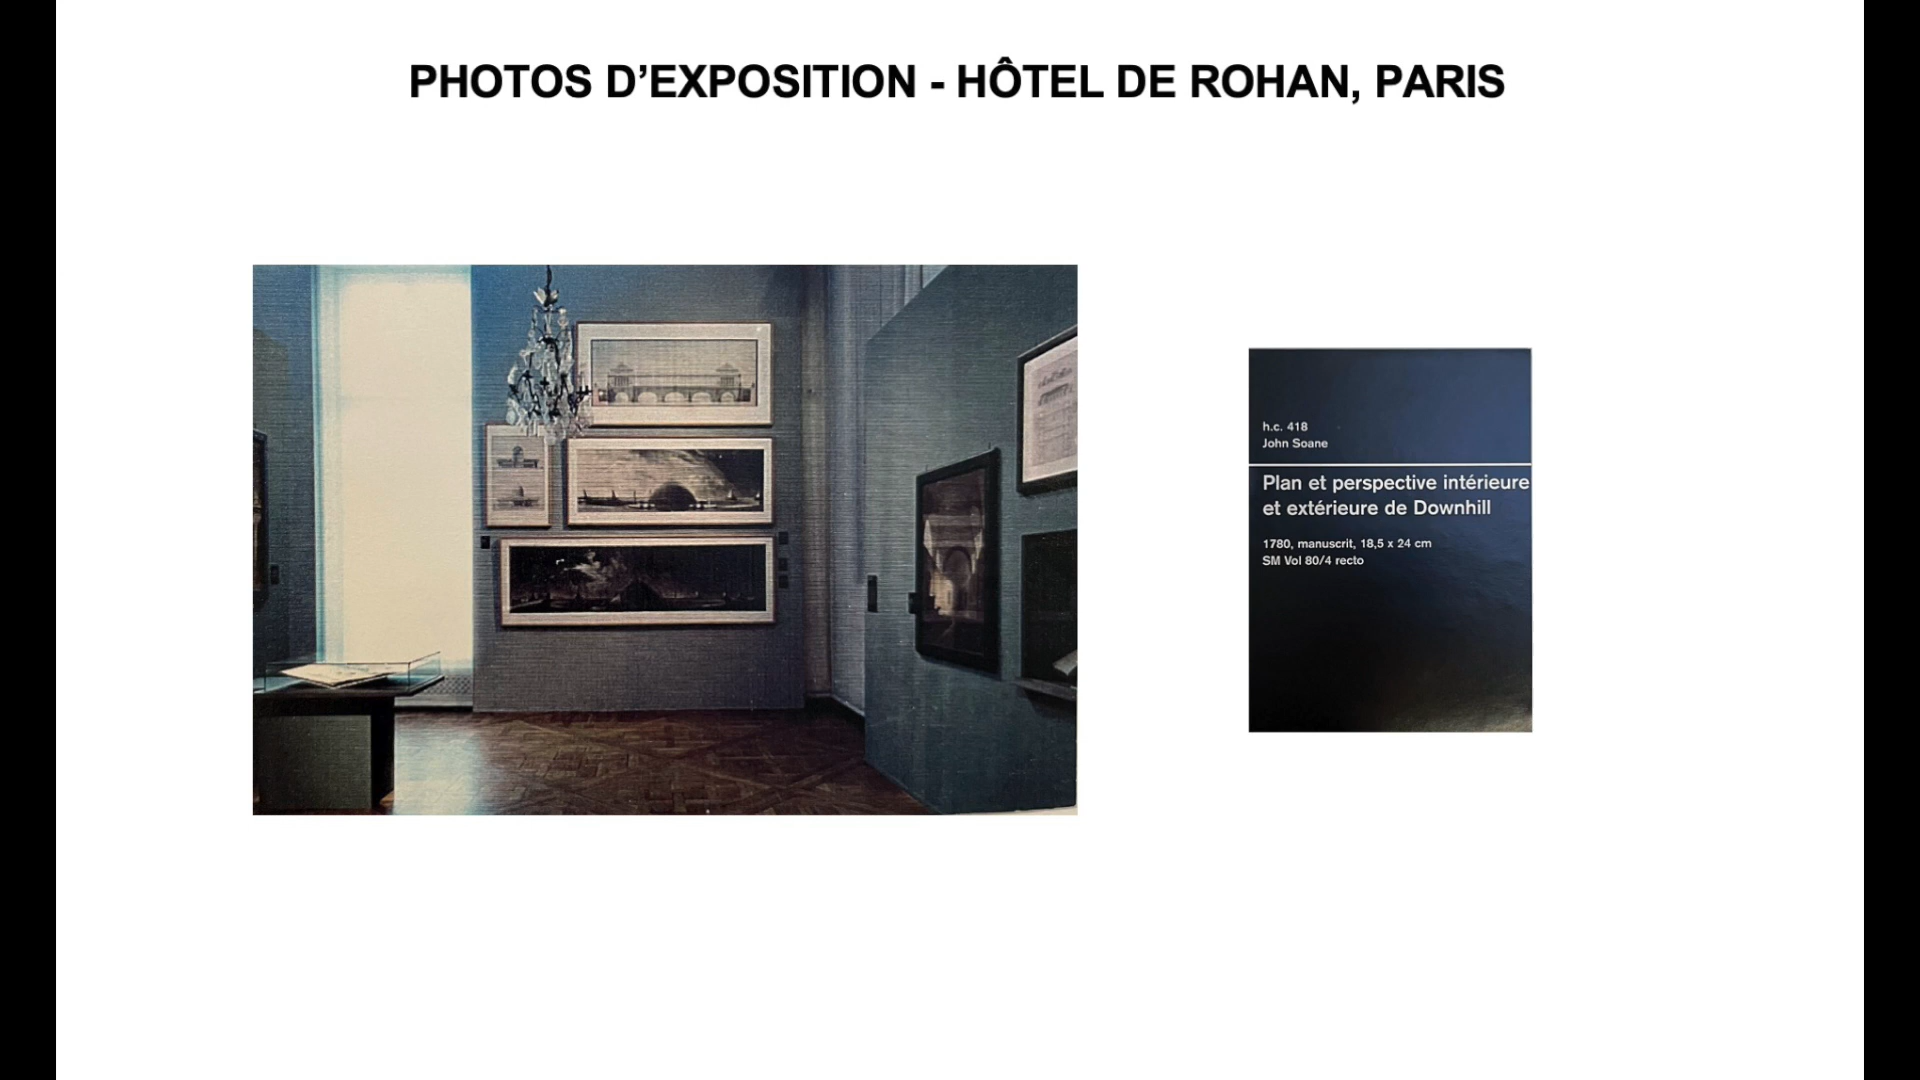 PHOTOS D’EXPOSITION - HÔTEL DE ROHAN, PARIS
h.c. 418
John Soane
Plan et perspective intérieure
et extérieure de Downhill
1780, manuscrit, 18,5 x 24 cm
SM Vol 80/4 recto